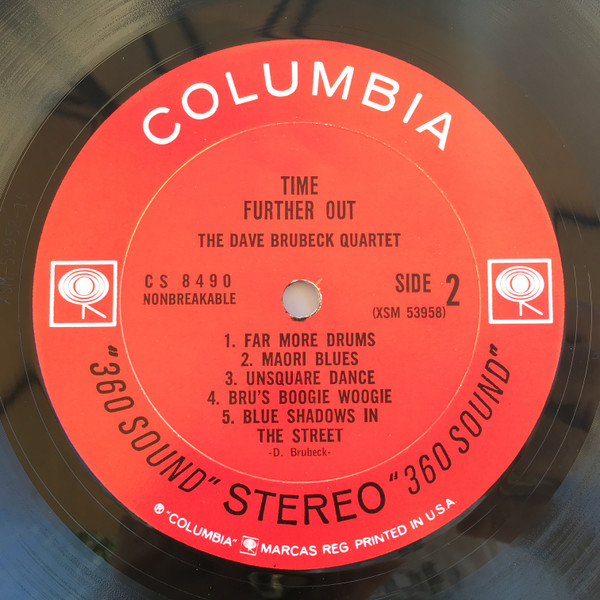 COLUMBIA
TIME
FURTHER OUT
THE DAVE BRUBECK QUARTET
CS 8490
NONBREAKABLE
SIDE 2
(XSM 53958)
1. FAR MORE DRUMS
2. MAORI BLUES
3. UNSQUARE DANCE
4. BRU'S BOOGIE WOOGIE
5. BLUE SHADOWS IN
THE STREET
-D. Brubeck-
"360 SOUND" STEREO "360 SOUND"
® "COLUMBIA" MARCAS REG. PRINTED IN U.S.A.